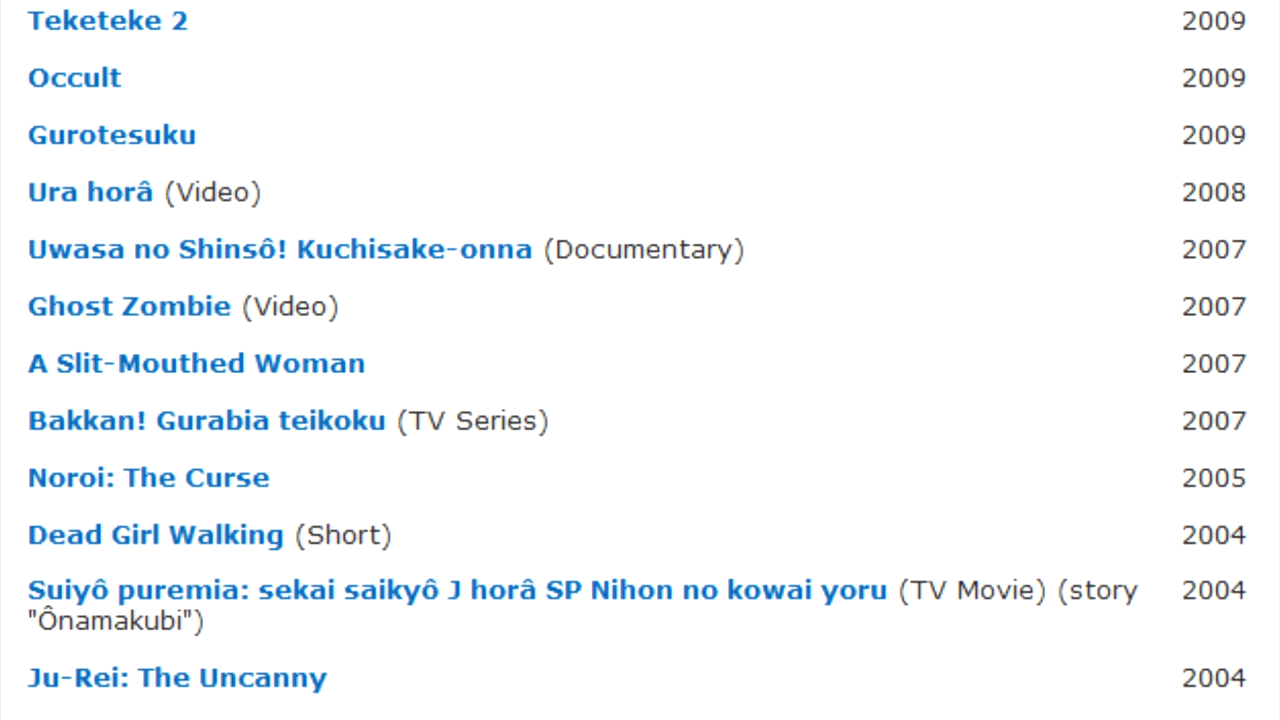 Teketeke 2 2009
Occult 2009
Gurotesuku 2009
Ura horâ (Video) 2008
Uwasa no Shinsô! Kuchisake-onna (Documentary) 2007
Ghost Zombie (Video) 2007
A Slit-Mouthed Woman 2007
Bakkan! Gurabia teikoku (TV Series) 2007
Noroi: The Curse 2005
Dead Girl Walking (Short) 2004
Suiyô puremia: sekai saikyô J horâ SP Nihon no kowai yoru (TV Movie) (story 2004
"Ônamakubi")
Ju-Rei: The Uncanny 2004